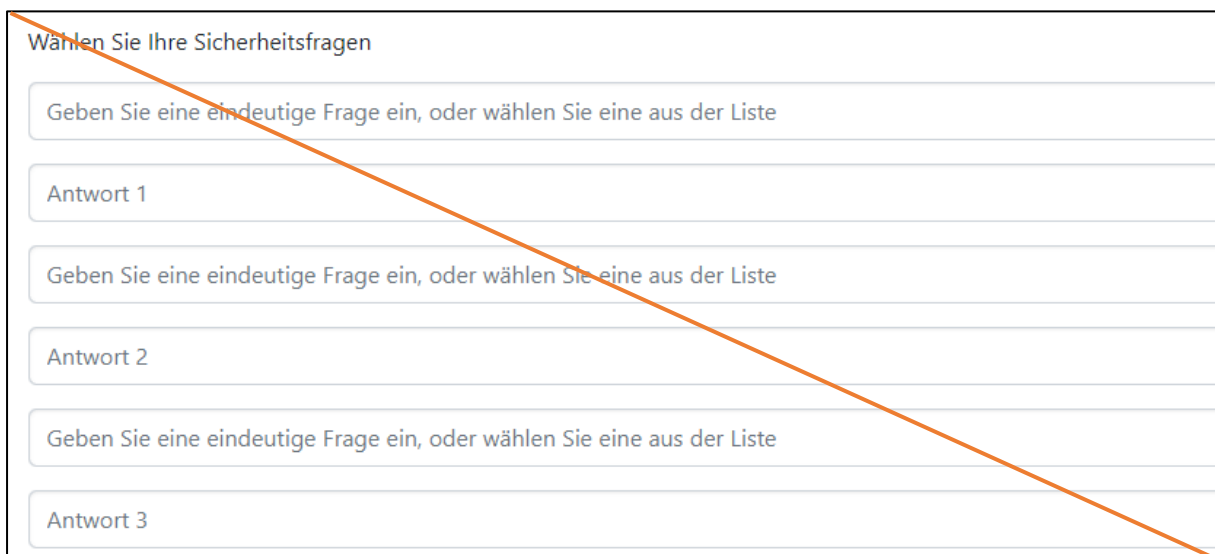 Wählen Sie Ihre Sicherheitsfragen
Geben Sie eine eindeutige Frage ein, oder wählen Sie eine aus der Liste
Antwort 1
Geben Sie eine eindeutige Frage ein, oder wählen Sie eine aus der Liste
Antwort 2
Geben Sie eine eindeutige Frage ein, oder wählen Sie eine aus der Liste
Antwort 3